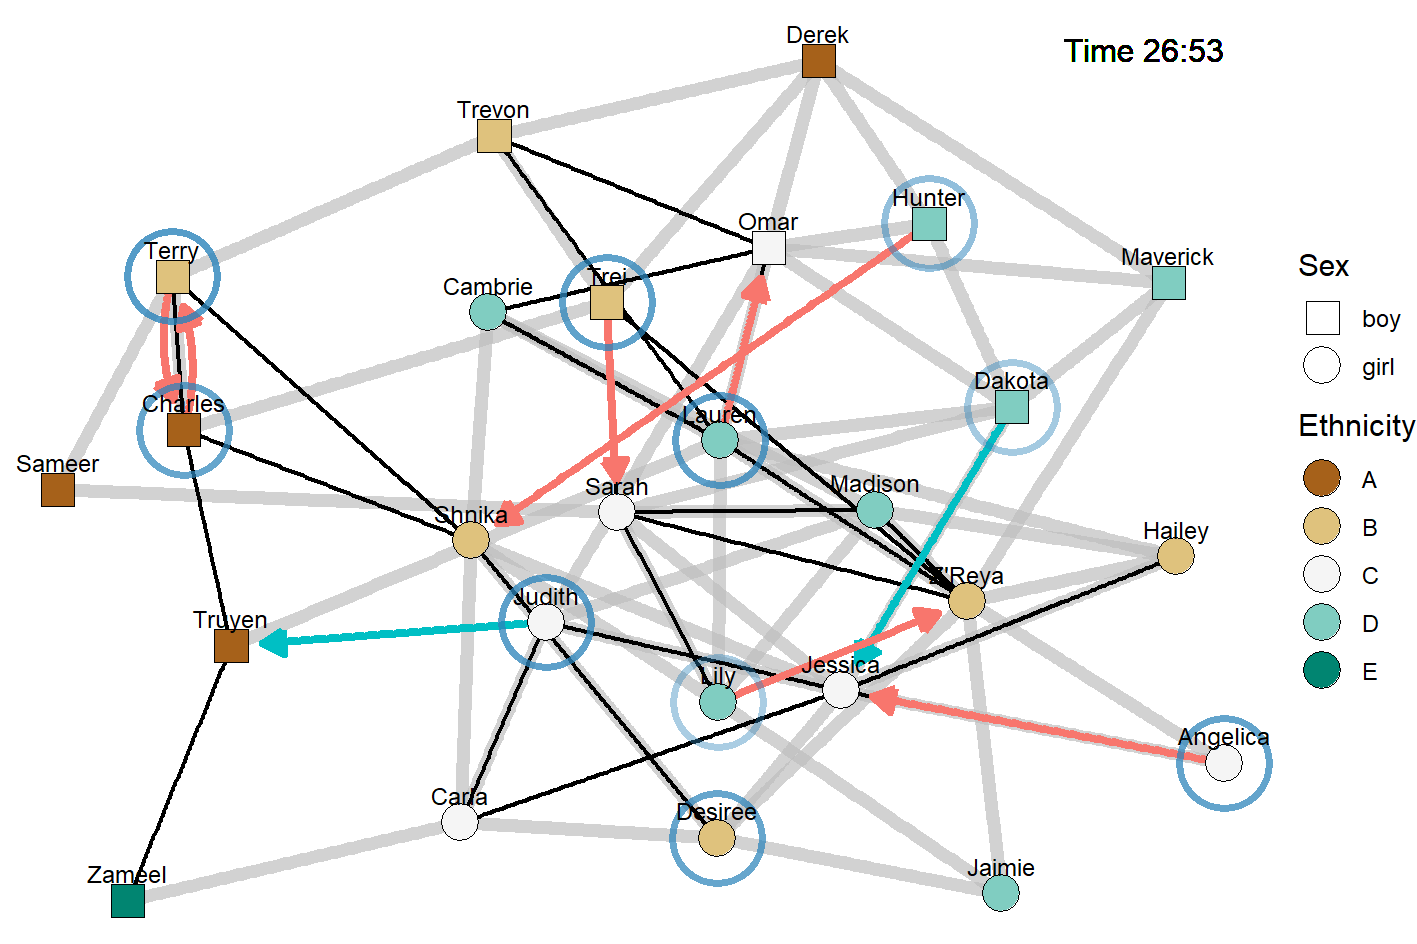 Derek
Time 26:53
Trevon
Hunter
Omar
Terry
Maverick
Sex
Trei
Cambrie
boy
girl
Dakota
Charles
Lauren
Ethnicity
Sameer
A
Sarah
Madison
Shnika
B
Hailey
C
Z'Reya
Judith
Truyen
D
Jessica
Lily
E
Angelica
Carla
Desiree
Zameel
Jaimie